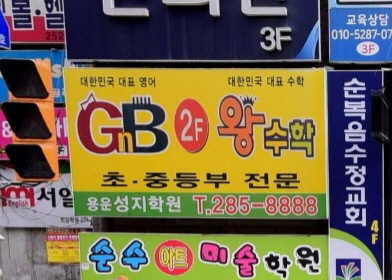 3F
교육상담
010-5287-07
3F
대한민국 대표 영어
대한민국 대표 수학
GnB
2F
왕수학
초·중등부 전문
용운성지학원 T.285-8888
순복음수정교회
4F
서일
순수 아트 미술학원